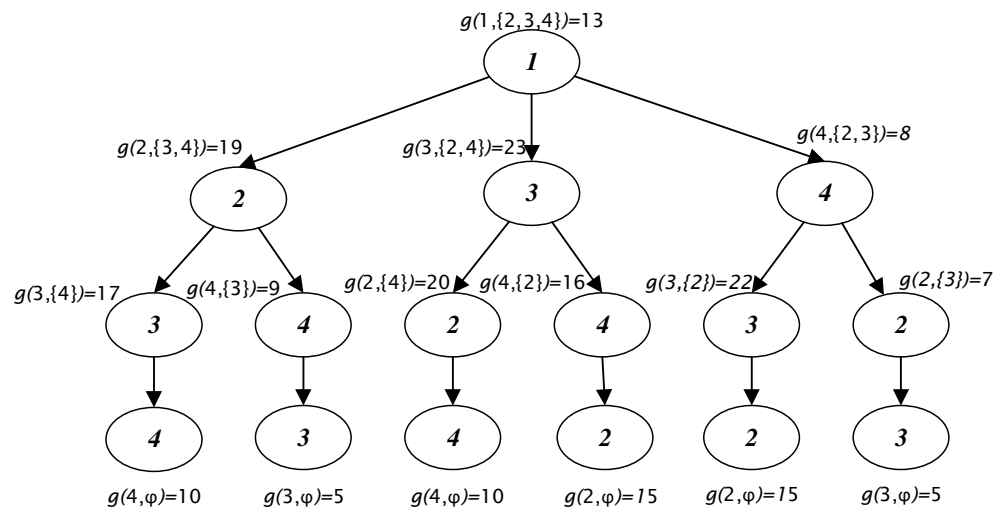 g(1,{2,3,4})=13
1
g(2,{3,4})=19 g(3,{2,4})=23 g(4,{2,3})=8
2 3 4
g(3,{4})=17 g(4,{3})=9 g(2,{4})=20 g(4,{2})=16 g(3,{2})=22 g(2,{3})=7
3 4 2 4 3 2
4 3 4 2 2 3
g(4,φ)=10 g(3,φ)=5 g(4,φ)=10 g(2,φ)=15 g(2,φ)=15 g(3,φ)=5